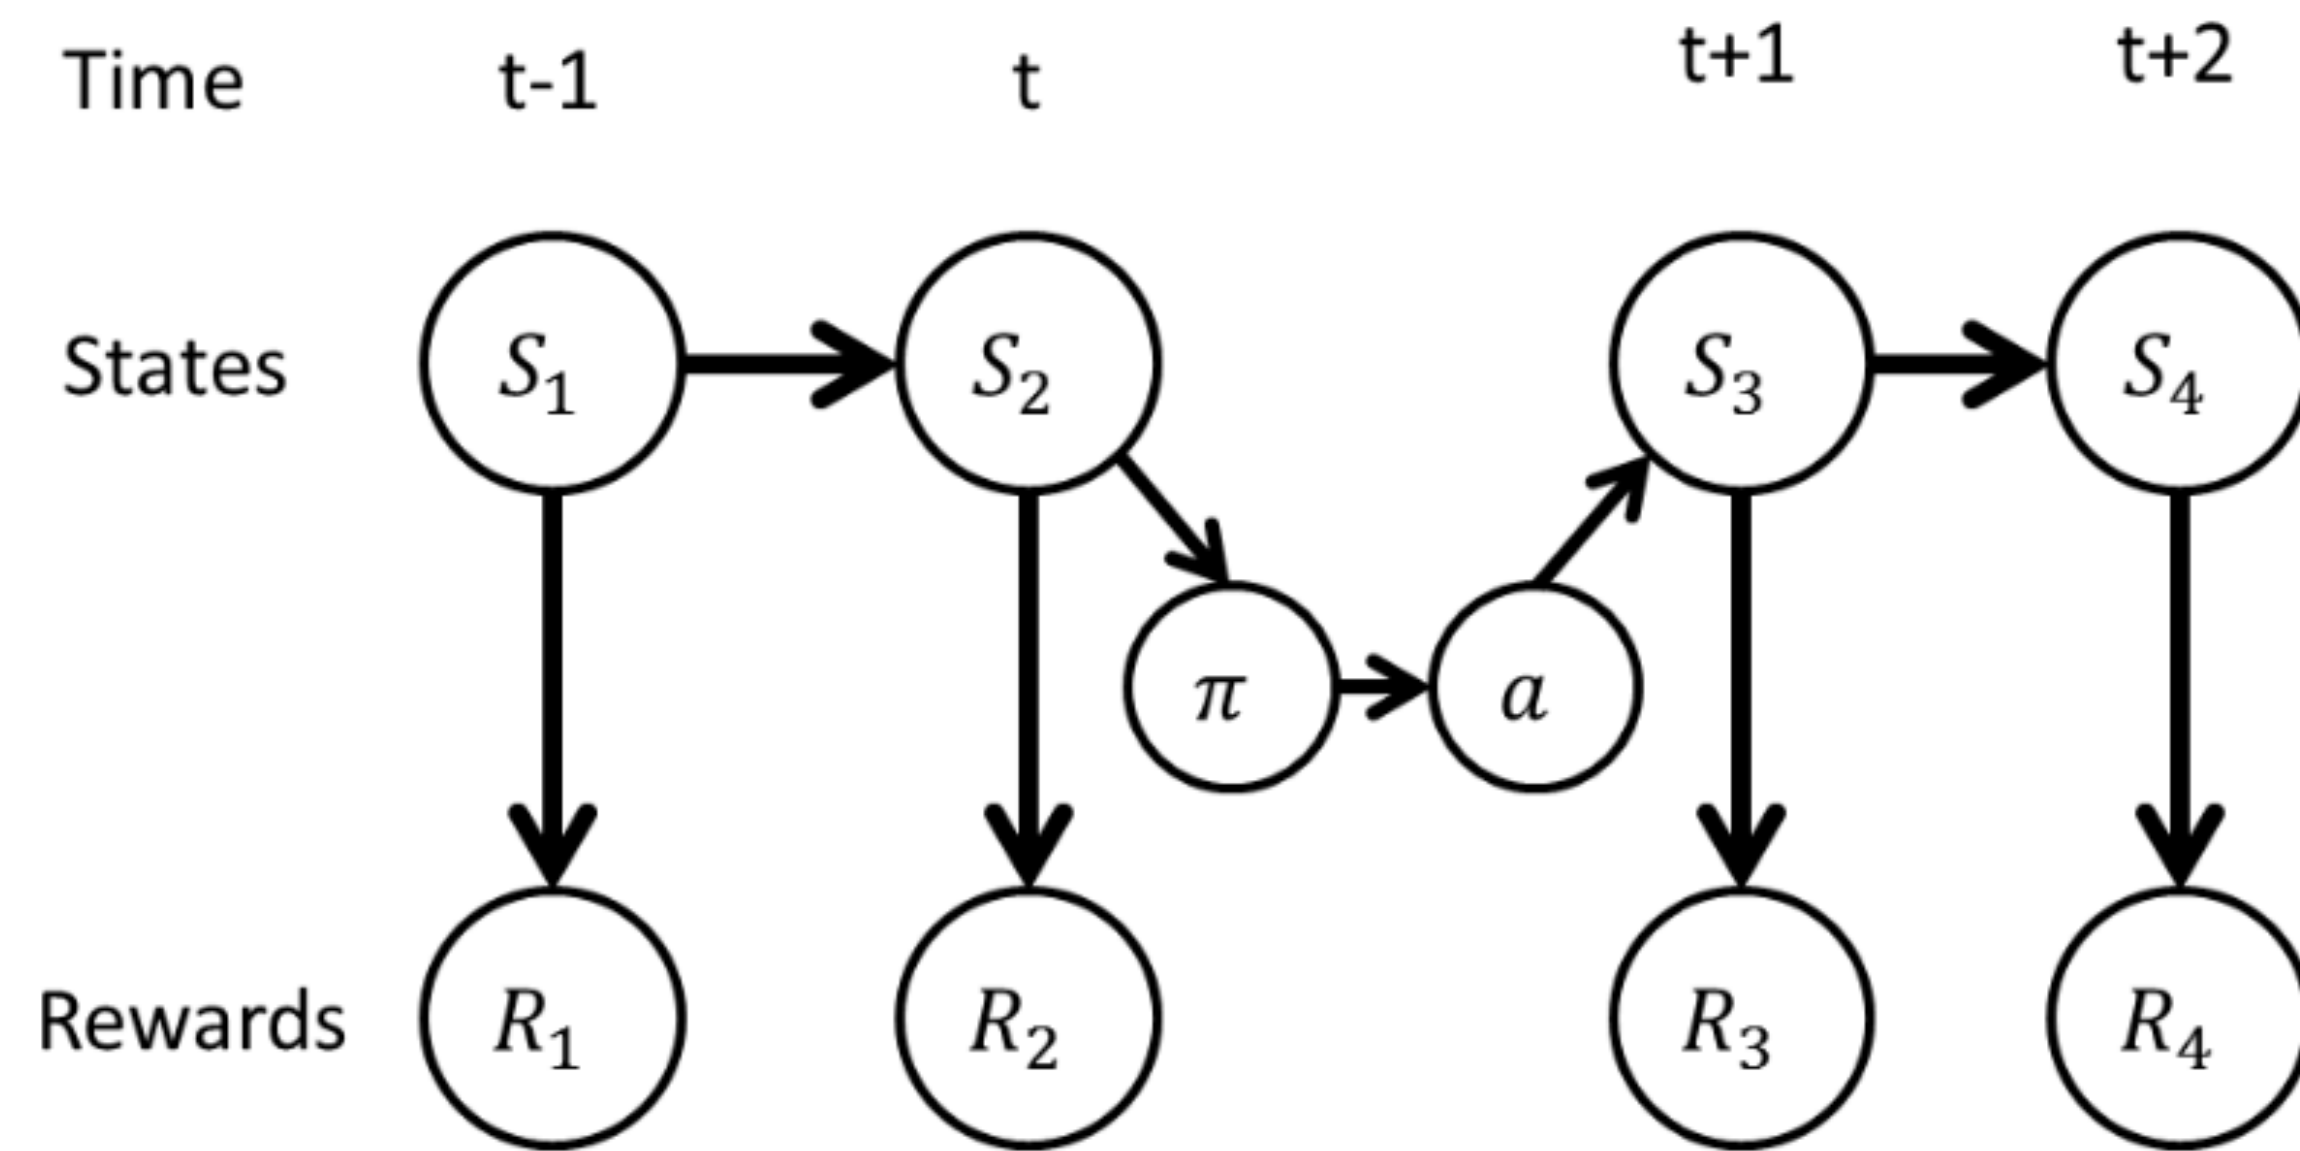 Time t-1 t t+1 t+2
States S₁ S₂ S₃ S₄
π a
Rewards R₁ R₂ R₃ R₄